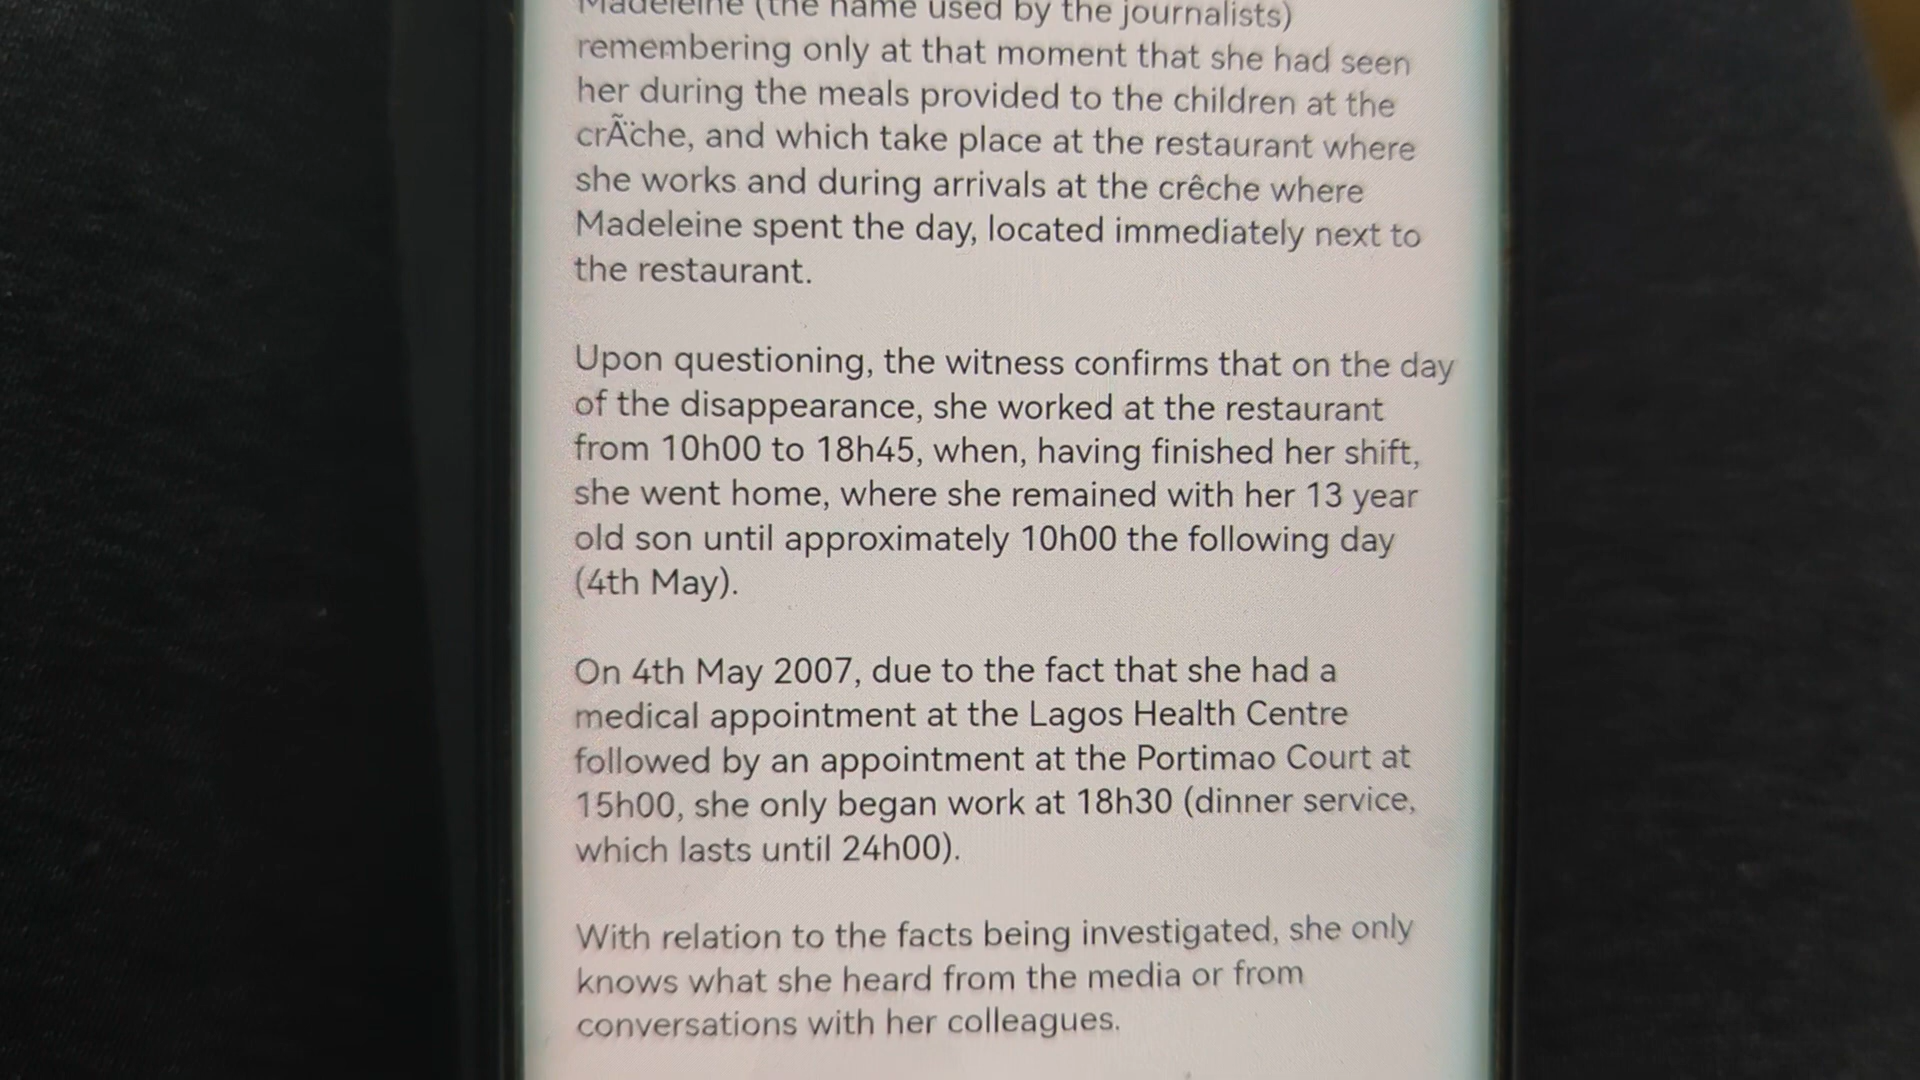 Madeleine (the name used by the journalists)
remembering only at that moment that she had seen
her during the meals provided to the children at the
crÃ¨che, and which take place at the restaurant where
she works and during arrivals at the crêche where
Madeleine spent the day, located immediately next to
the restaurant.
Upon questioning, the witness confirms that on the day
of the disappearance, she worked at the restaurant
from 10h00 to 18h45, when, having finished her shift,
she went home, where she remained with her 13 year
old son until approximately 10h00 the following day
(4th May).
On 4th May 2007, due to the fact that she had a
medical appointment at the Lagos Health Centre
followed by an appointment at the Portimao Court at
15h00, she only began work at 18h30 (dinner service,
which lasts until 24h00).
With relation to the facts being investigated, she only
knows what she heard from the media or from
conversations with her colleagues.